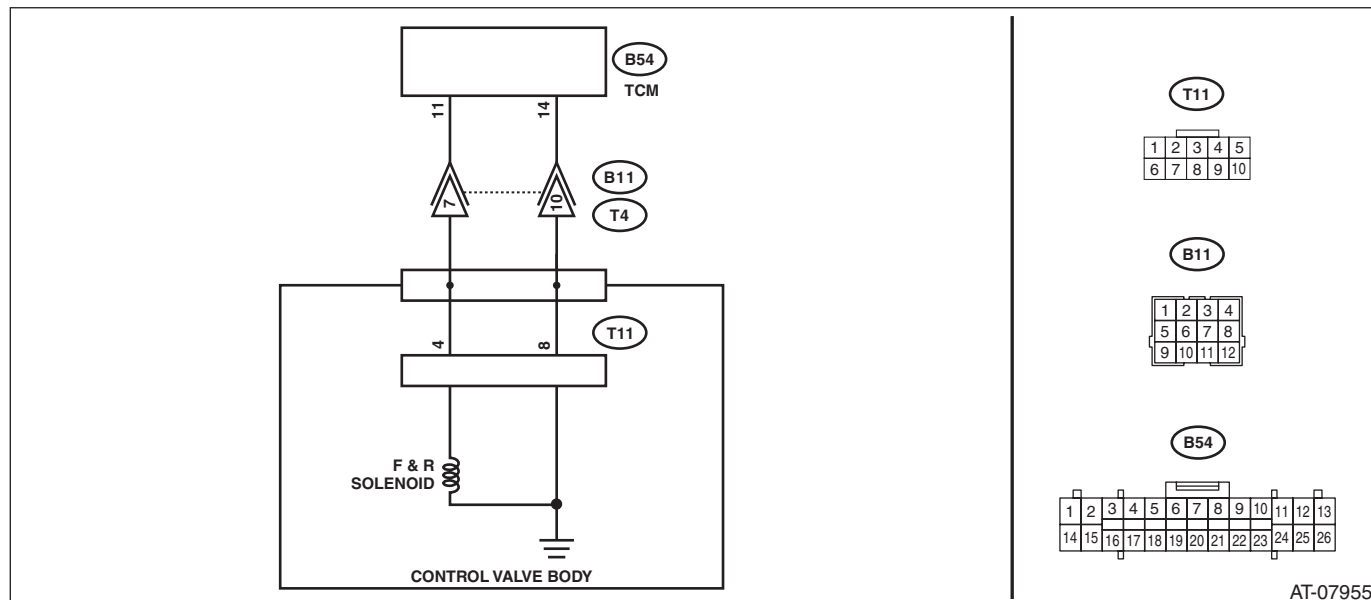 B54
TCM
11
14
B11
7
10
T4
T11
4
8
F & R
SOLENOID
CONTROL VALVE BODY
T11
1 2 3 4 5
6 7 8 9 10
B11
1 2 3 4
5 6 7 8
9 10 11 12
B54
1 2 3 4 5 6 7 8 9 10 11 12 13
14 15 16 17 18 19 20 21 22 23 24 25 26
AT-07955